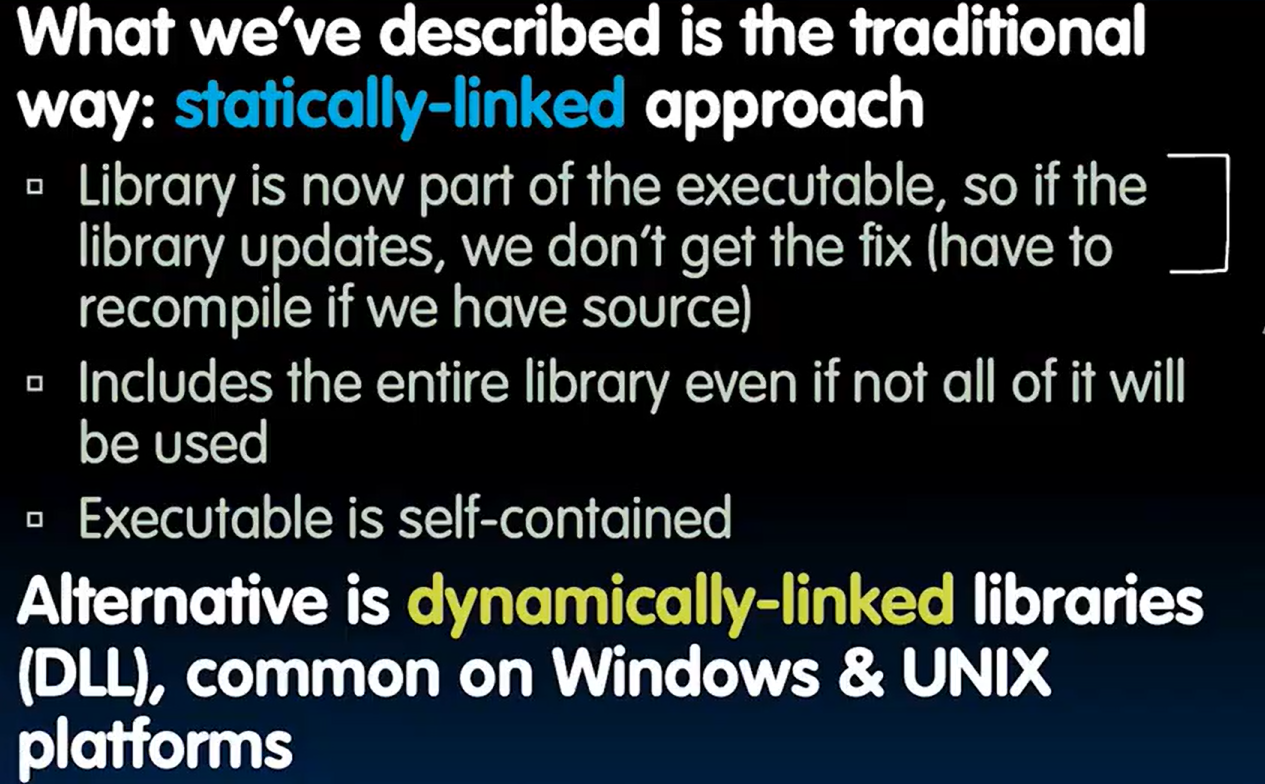 What we've described is the traditional
way: statically-linked approach
▫ Library is now part of the executable, so if the
library updates, we don't get the fix (have to
recompile if we have source)
▫ Includes the entire library even if not all of it will
be used
▫ Executable is self-contained
Alternative is dynamically-linked libraries
(DLL), common on Windows & UNIX
platforms